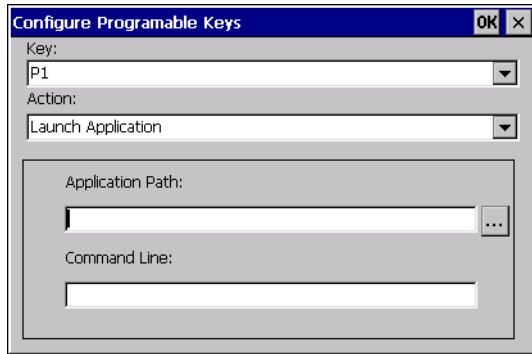 Configure Programable Keys OK ×
Key:
P1
Action:
Launch Application
Application Path:
...
Command Line: